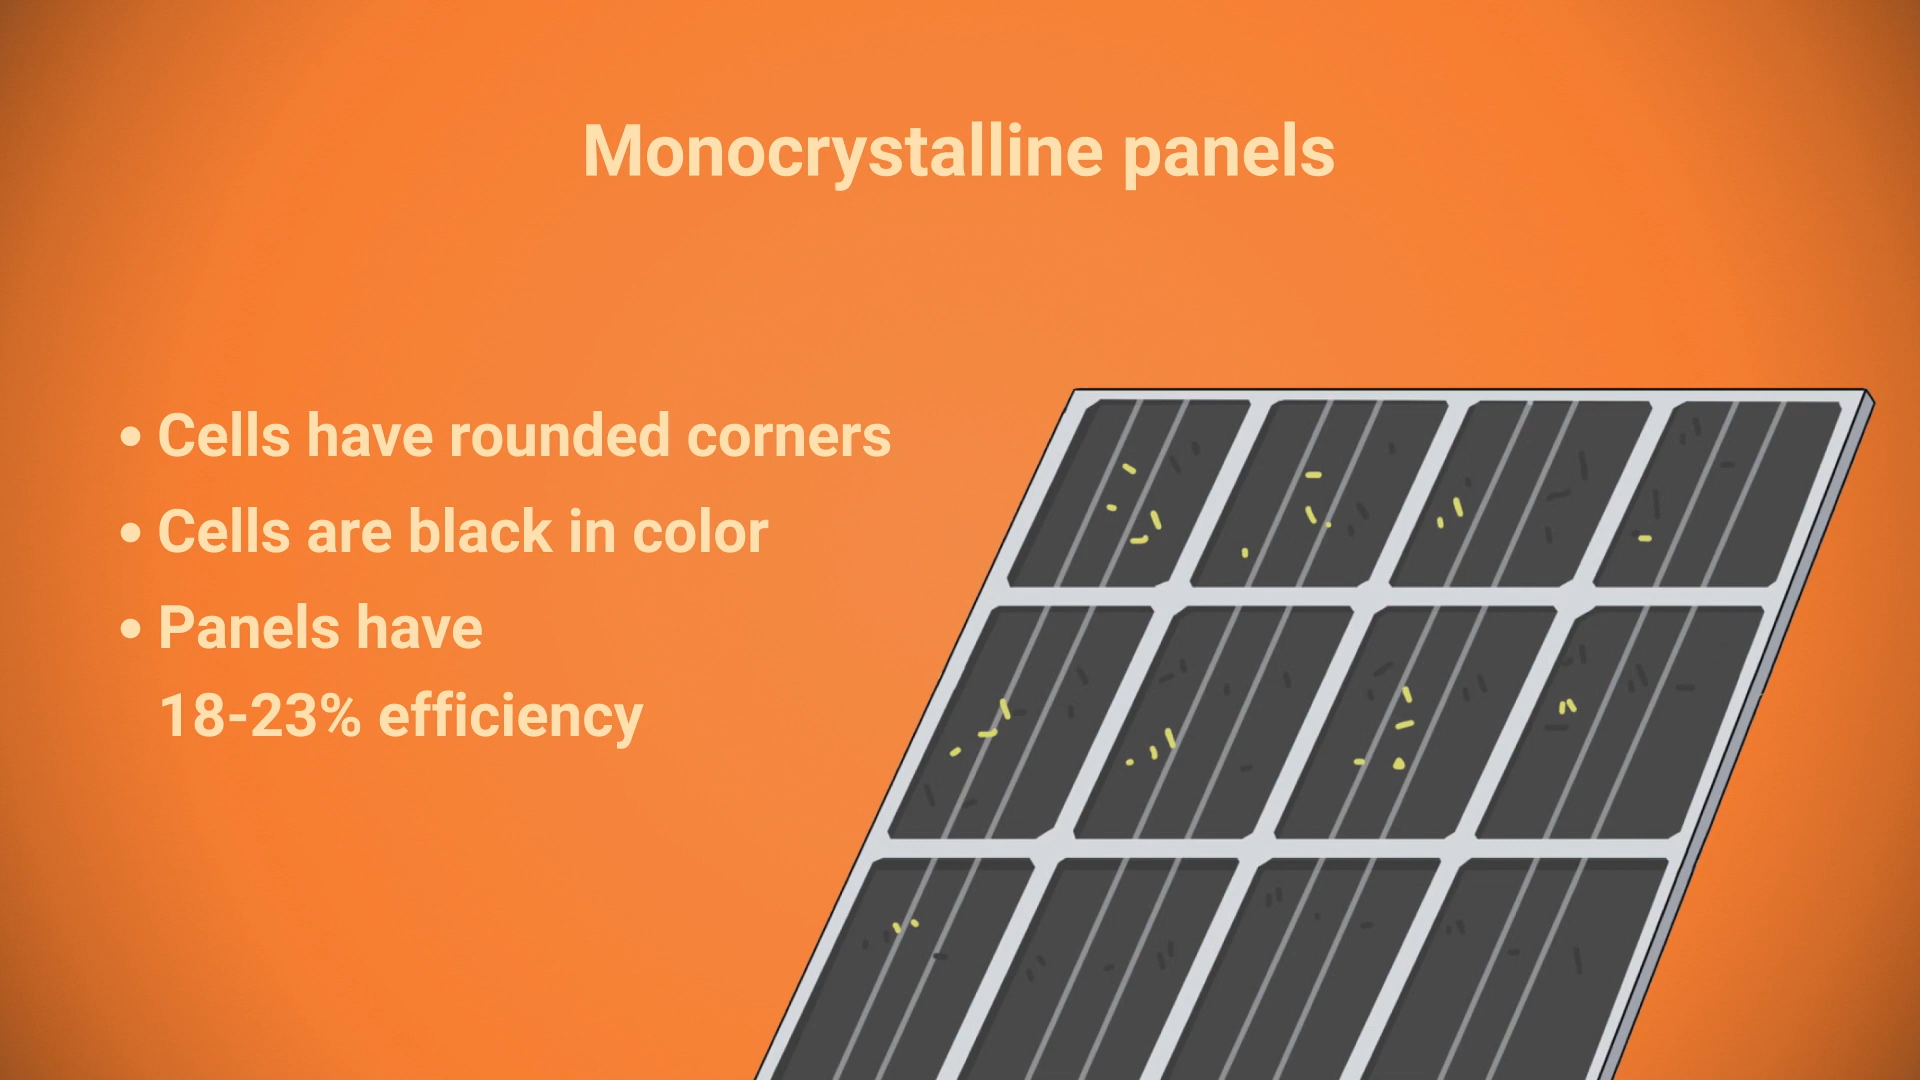 Monocrystalline panels
• Cells have rounded corners
• Cells are black in color
• Panels have
18-23% efficiency